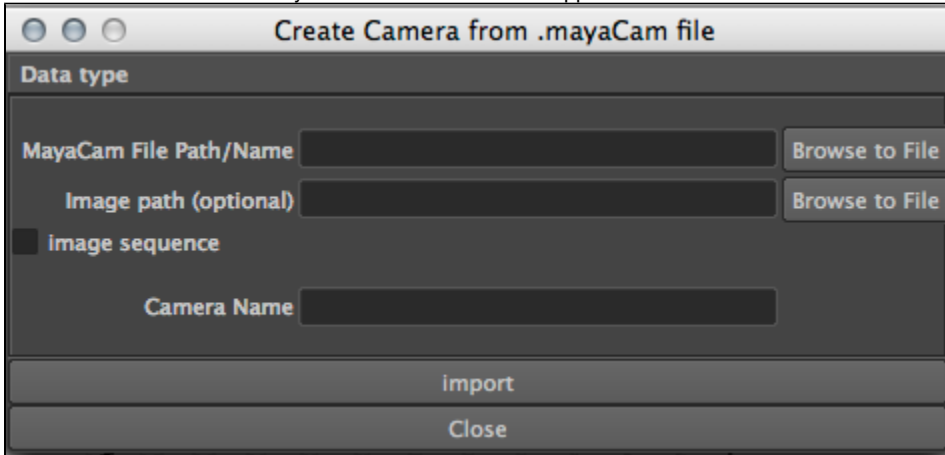 Create Camera from .mayaCam file
Data type
MayaCam File Path/Name Browse to File
Image path (optional) Browse to File
image sequence
Camera Name
import
Close